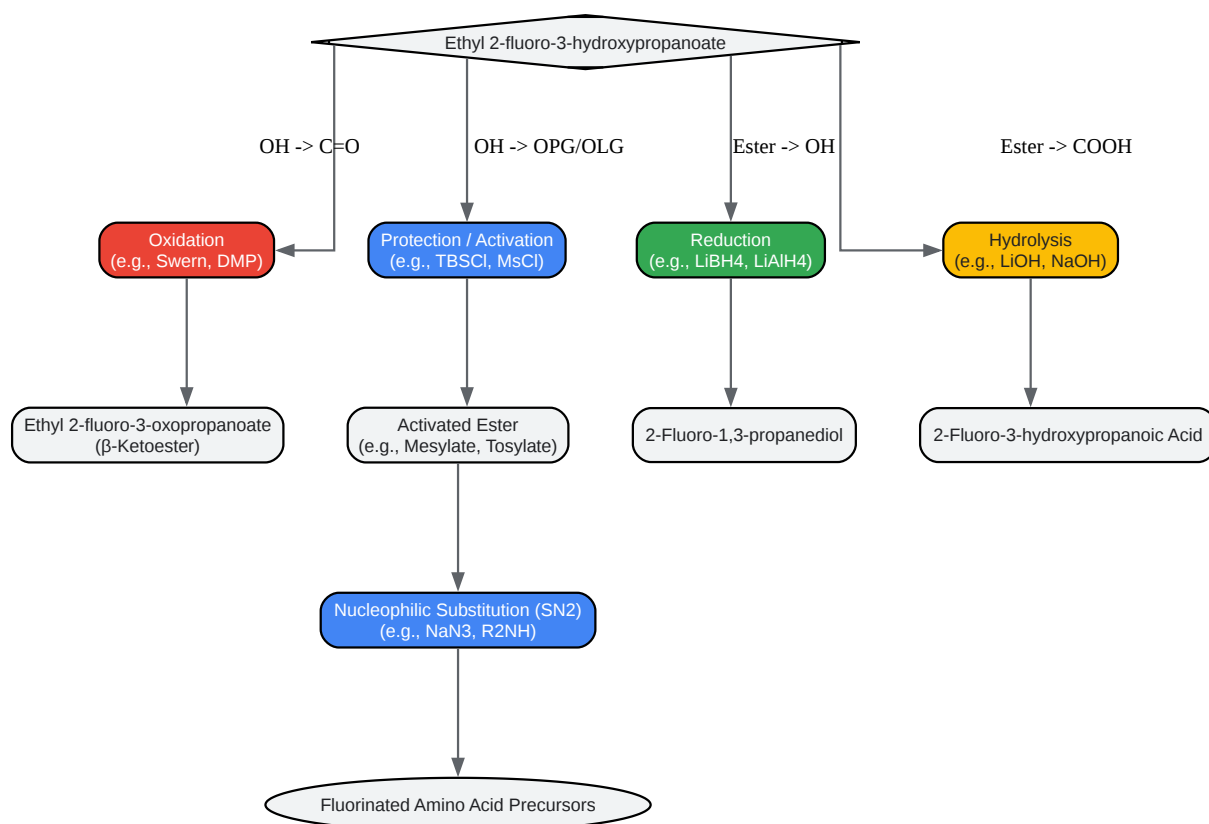 Ethyl 2-fluoro-3-hydroxypropanoate
OH -> C=O
OH -> OPG/OLG
Ester -> OH
Ester -> COOH
Oxidation
(e.g., Swern, DMP)
Protection / Activation
(e.g., TBSCl, MsCl)
Reduction
(e.g., LiBH4, LiAlH4)
Hydrolysis
(e.g., LiOH, NaOH)
Ethyl 2-fluoro-3-oxopropanoate
(β-Ketoester)
Activated Ester
(e.g., Mesylate, Tosylate)
2-Fluoro-1,3-propanediol
2-Fluoro-3-hydroxypropanoic Acid
Nucleophilic Substitution (SN2)
(e.g., NaN3, R2NH)
Fluorinated Amino Acid Precursors